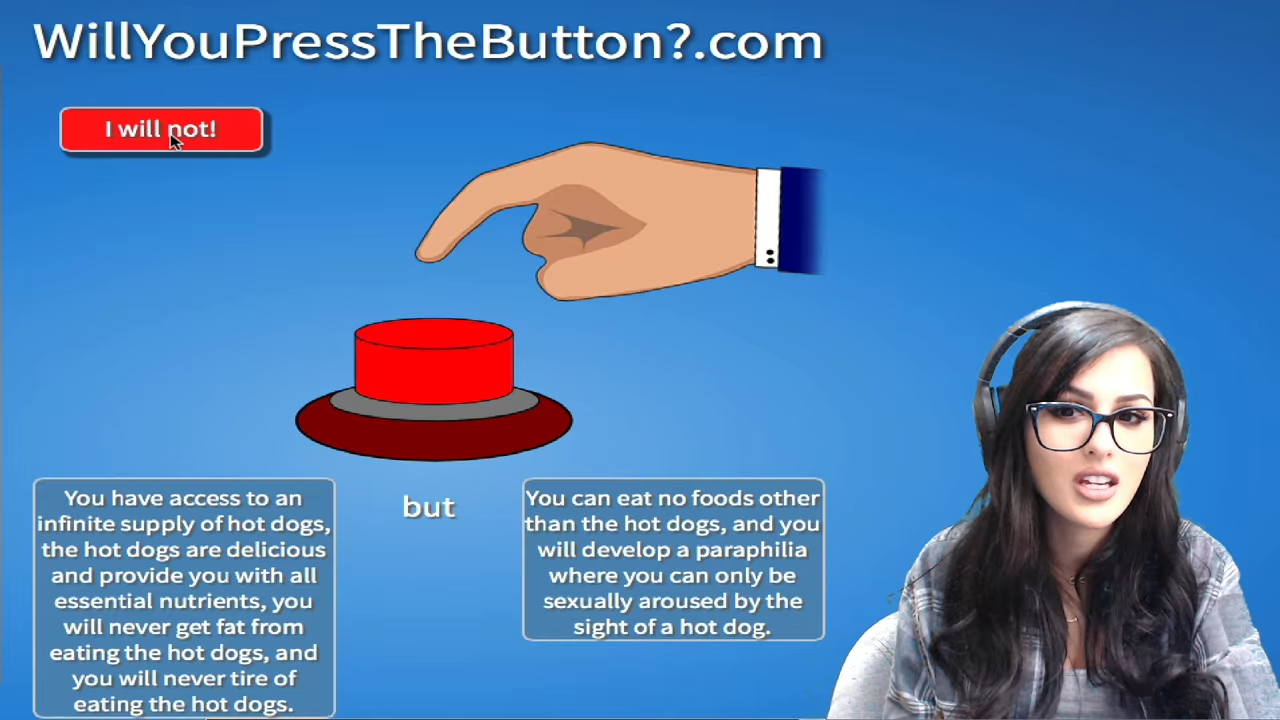 WillYouPressTheButton?.com
I will not!
You have access to an
infinite supply of hot dogs,
the hot dogs are delicious
and provide you with all
essential nutrients, you
will never get fat from
eating the hot dogs, and
you will never tire of
eating the hot dogs.
but
You can eat no foods other
than the hot dogs, and you
will develop a paraphilia
where you can only be
sexually aroused by the
sight of a hot dog.